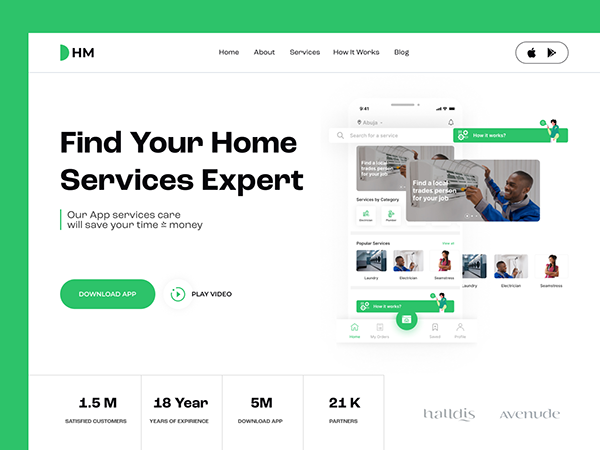 HM
Home About Services How It Works Blog
Find Your Home
Services Expert
Our App services care
will save your time & money
DOWNLOAD APP
PLAY VIDEO
9:41
Abuja
Search for a service
How it works?
Find a local
trades person
for your job
Find a local
trades person
for your job
Services by Category
Electrician
Plumber
Popular Services
View all
Laundry Electrician Seamstress
Laundry Electrician Seamstress
How it works?
Home My Orders Saved Profile
1.5 M
SATISFIED CUSTOMERS
18 Year
YEARS OF EXPIRIENCE
5M
DOWNLOAD APP
21 K
PARTNERS
halldis
AVENUDE